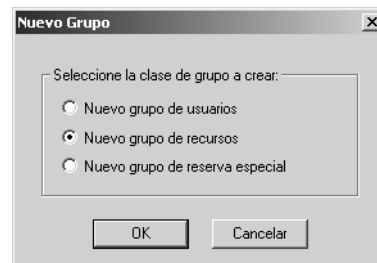 Nuevo Grupo
Seleccione la clase de grupo a crear:
Nuevo grupo de usuarios
Nuevo grupo de recursos
Nuevo grupo de reserva especial
OK
Cancelar